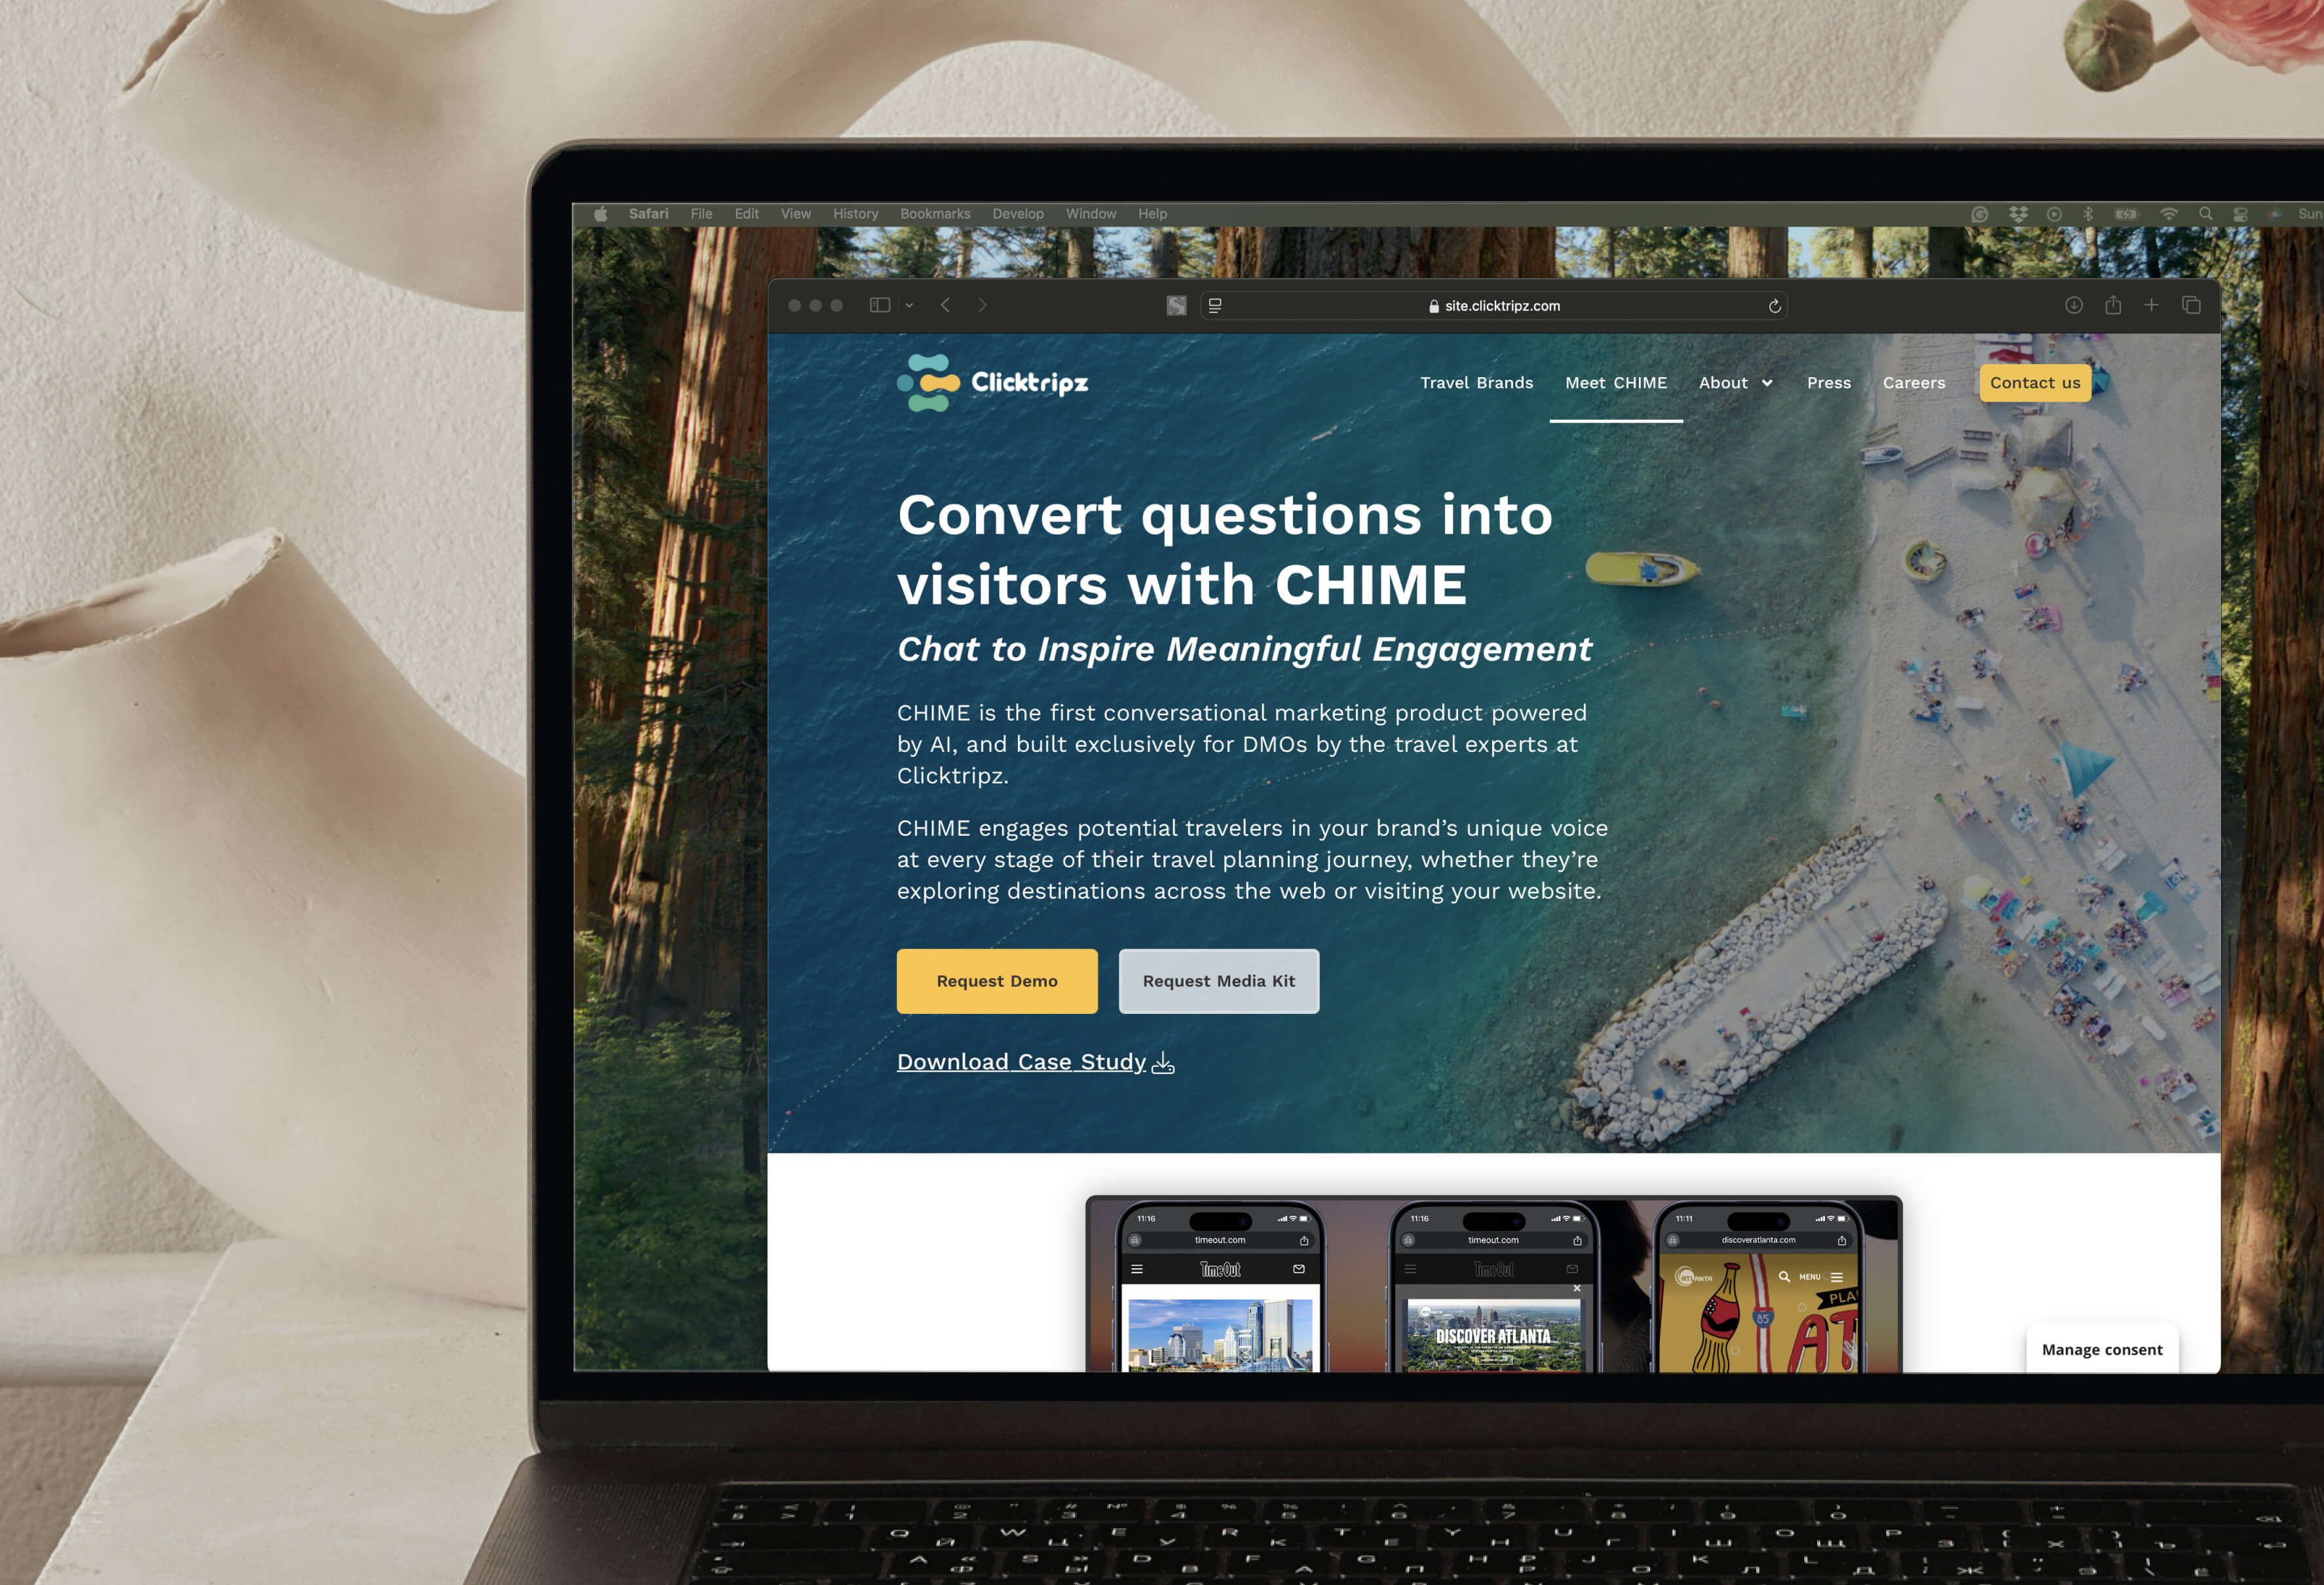 Safari File Edit View History Bookmarks Develop Window Help
Sun
site.clicktripz.com
Clicktripz
Travel Brands Meet CHIME About Press Careers Contact us
Convert questions into
visitors with CHIME
Chat to Inspire Meaningful Engagement
CHIME is the first conversational marketing product powered
by AI, and built exclusively for DMOs by the travel experts at
Clicktripz.
CHIME engages potential travelers in your brand’s unique voice
at every stage of their travel planning journey, whether they’re
exploring destinations across the web or visiting your website.
Request Demo Request Media Kit
Download Case Study
11:16 11:16 11:11
timeout.com timeout.com discoveratlanta.com
TimeOut TimeOut ATLANTA MENU
PLA
85
DISCOVER ATLANTA
AT
Manage consent
Q W E R T Y U I O P
A S D F G H J K L